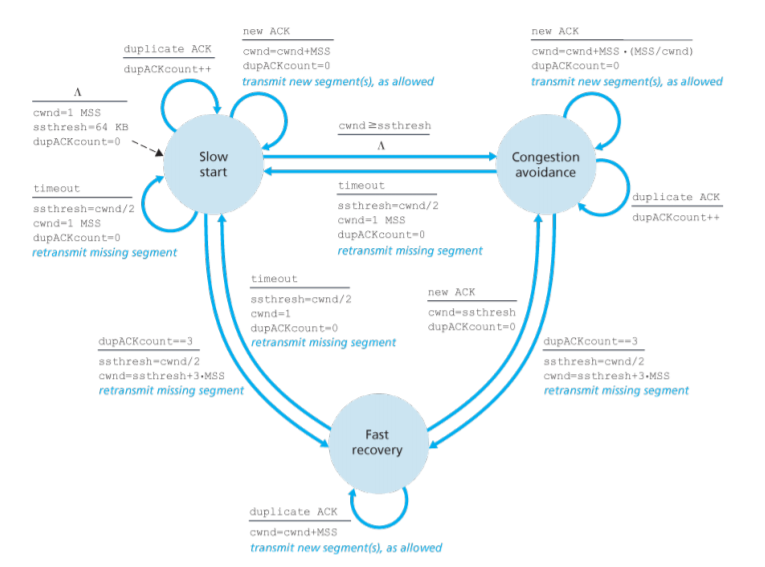 new ACK
cwnd=cwnd+MSS
dupACKcount=0
transmit new segment(s), as allowed
new ACK
cwnd=cwnd+MSS•(MSS/cwnd)
dupACKcount=0
transmit new segment(s), as allowed
duplicate ACK
dupACKcount++
Λ
cwnd=1 MSS
ssthresh=64 KB
dupACKcount=0
cwnd≥ssthresh
Λ
Slow
start
Congestion
avoidance
timeout
ssthresh=cwnd/2
cwnd=1 MSS
dupACKcount=0
retransmit missing segment
timeout
ssthresh=cwnd/2
cwnd=1 MSS
dupACKcount=0
retransmit missing segment
duplicate ACK
dupACKcount++
timeout
ssthresh=cwnd/2
cwnd=1
dupACKcount=0
retransmit missing segment
new ACK
cwnd=ssthresh
dupACKcount=0
dupACKcount==3
ssthresh=cwnd/2
cwnd=ssthresh+3•MSS
retransmit missing segment
dupACKcount==3
ssthresh=cwnd/2
cwnd=ssthresh+3•MSS
retransmit missing segment
Fast
recovery
duplicate ACK
cwnd=cwnd+MSS
transmit new segment(s), as allowed